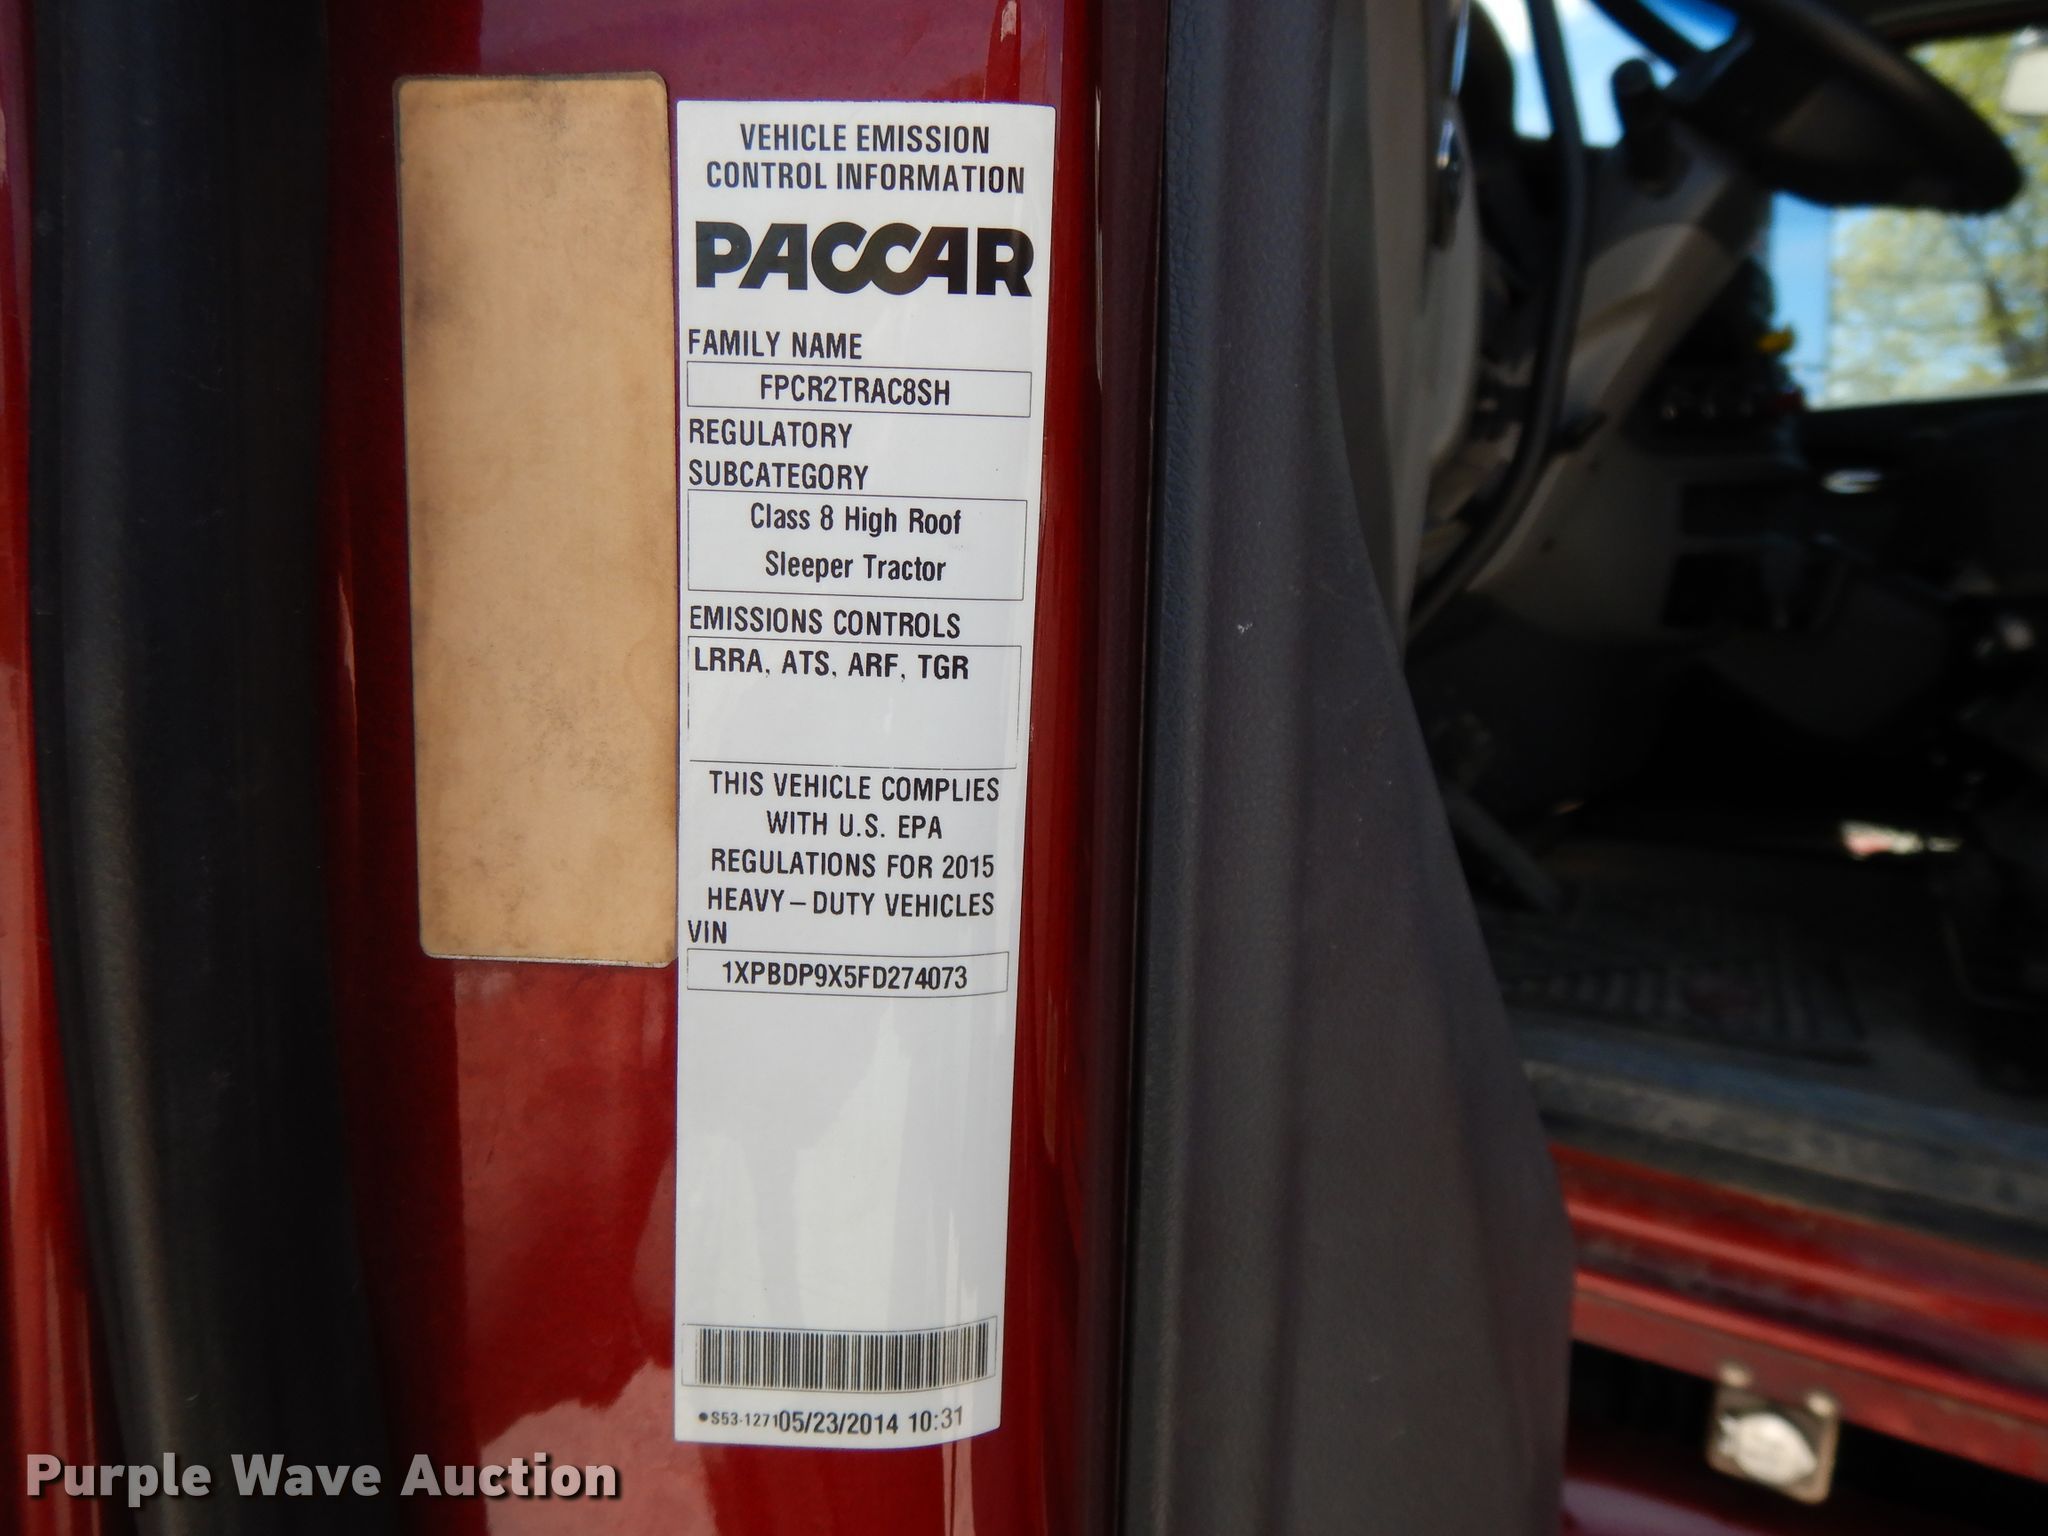 VEHICLE EMISSION
CONTROL INFORMATION
PACCAR
FAMILY NAME
FPCR2TRAC8SH
REGULATORY
SUBCATEGORY
Class 8 High Roof
Sleeper Tractor
EMISSIONS CONTROLS
LRRA, ATS, ARF, TGR
THIS VEHICLE COMPLIES
WITH U.S. EPA
REGULATIONS FOR 2015
HEAVY-DUTY VEHICLES
VIN
1XPBDP9X5FD274073
•S53-1271 05/23/2014 10:31
Purple Wave Auction